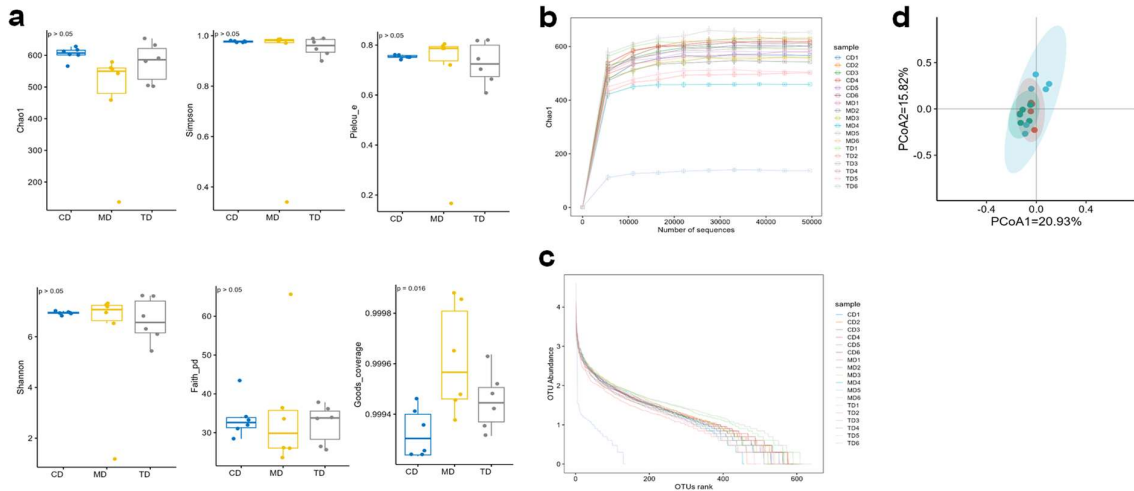 a
p > 0.05
600
500
400
300
200
Chao1
CD
MD
TD
p > 0.05
1.0
0.8
0.6
0.4
Simpson
CD
MD
TD
p > 0.05
0.8
0.6
0.4
0.2
Pielou_e
CD
MD
TD
p > 0.05
6
4
2
Shannon
CD
MD
TD
p > 0.05
60
50
40
30
Faith_pd
CD
MD
TD
p = 0.016
0.9998
0.9996
0.9994
Goods_coverage
CD
MD
TD
b
600
400
200
0
Chao1
0
10000
20000
30000
40000
50000
Number of sequences
sample
CD1
CD2
CD3
CD4
CD5
CD6
MD1
MD2
MD3
MD4
MD5
MD6
TD1
TD2
TD3
TD4
TD5
TD6
c
4
3
2
1
0
OTU Abundance
0
200
400
600
OTUs rank
sample
CD1
CD2
CD3
CD4
CD5
CD6
MD1
MD2
MD3
MD4
MD5
MD6
TD1
TD2
TD3
TD4
TD5
TD6
d
0.5
0.0
-0.5
PCoA2=15.82%
-0.4
0.0
0.4
PCoA1=20.93%